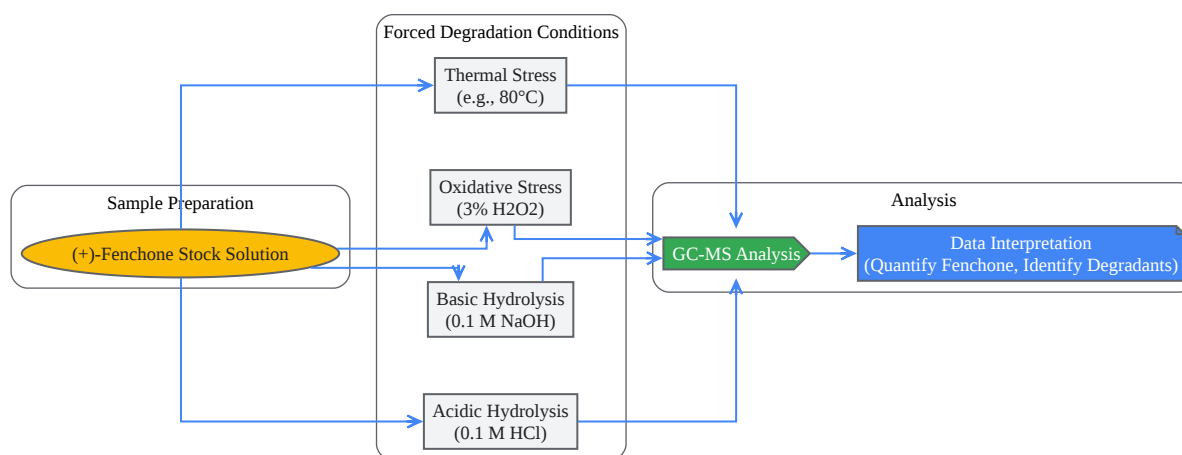 Forced Degradation Conditions
Thermal Stress
(e.g., 80°C)
Oxidative Stress
(3% H2O2)
Sample Preparation
(+)-Fenchone Stock Solution
Basic Hydrolysis
(0.1 M NaOH)
Acidic Hydrolysis
(0.1 M HCl)
Analysis
GC-MS Analysis
Data Interpretation
(Quantify Fenchone, Identify Degradants)